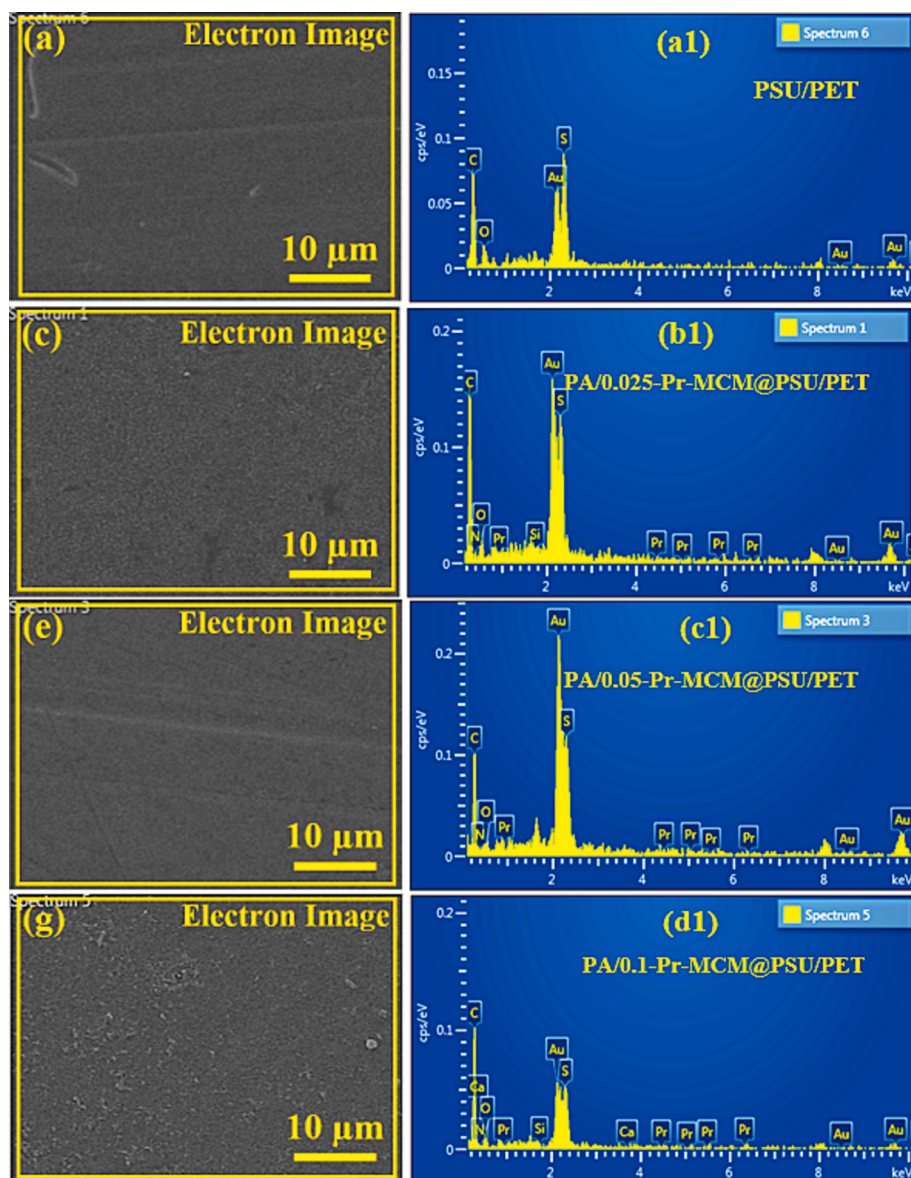 Spectrum 6
(a)
Electron Image
10 µm
(a1)
Spectrum 6
PSU/PET
cps/eV
0.15
0.1
0.05
0
C
O
Au
S
Au
Au
2
4
6
8
keV
Spectrum 1
(c)
Electron Image
10 µm
(b1)
Spectrum 1
PA/0.025-Pr-MCM@PSU/PET
cps/eV
0.2
0.1
0
C
O
N
Pr
Si
Au
S
Pr
Pr
Pr
Pr
Au
Au
2
4
6
8
keV
Spectrum 3
(e)
Electron Image
10 µm
(c1)
Spectrum 3
PA/0.05-Pr-MCM@PSU/PET
cps/eV
0.2
0.1
0
C
O
N
Pr
Au
S
Pr
Pr
Pr
Pr
Au
Au
2
4
6
8
keV
Spectrum 5
(g)
Electron Image
10 µm
(d1)
Spectrum 5
PA/0.1-Pr-MCM@PSU/PET
cps/eV
0.2
0.1
0
C
Ca
O
N
Pr
Si
Au
S
Ca
Pr
Pr
Pr
Pr
Au
Au
2
4
6
8
keV